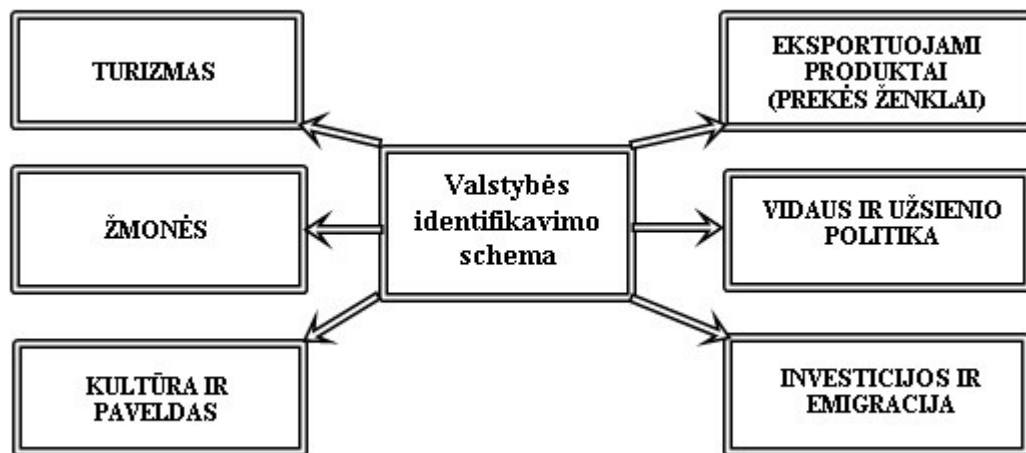 TURIZMAS
EKSPORTUOJAMI
PRODUKTAI
(PREKĖS ŽENKLAI)
Valstybės
identifikavimo
schema
ŽMONĖS
VIDAUS IR UŽSIENIO
POLITIKA
KULTŪRA IR
PAVELDAS
INVESTICIJOS IR
EMIGRACIJA